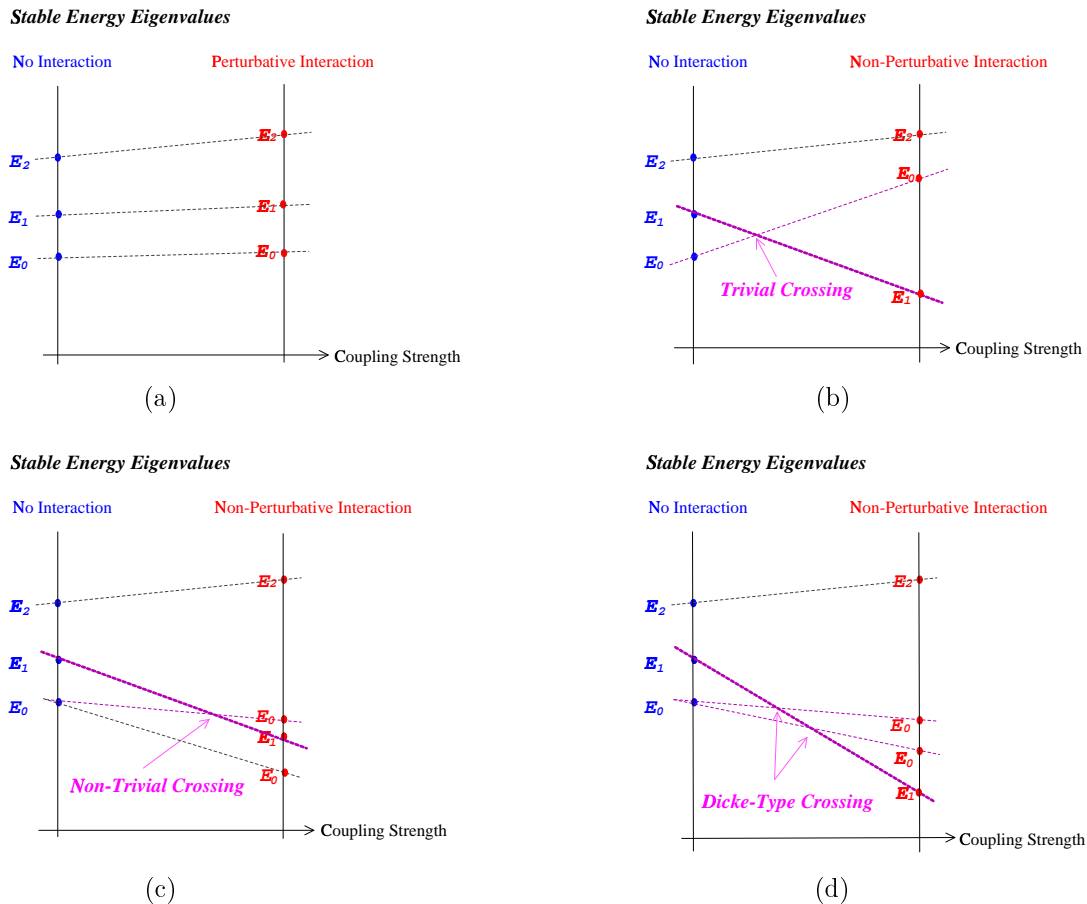 Stable Energy Eigenvalues
No Interaction
Perturbative Interaction
E2
E1
E0
E2
E1
E0
Coupling Strength
(a)
Stable Energy Eigenvalues
No Interaction
Non-Perturbative Interaction
E2
E1
E0
E2
E0
E1
Trivial Crossing
Coupling Strength
(b)
Stable Energy Eigenvalues
No Interaction
Non-Perturbative Interaction
E2
E1
E0
E2
E0
E1
E0
Non-Trivial Crossing
Coupling Strength
(c)
Stable Energy Eigenvalues
No Interaction
Non-Perturbative Interaction
E2
E1
E0
E2
E0
E0
E1
Dicke-Type Crossing
Coupling Strength
(d)